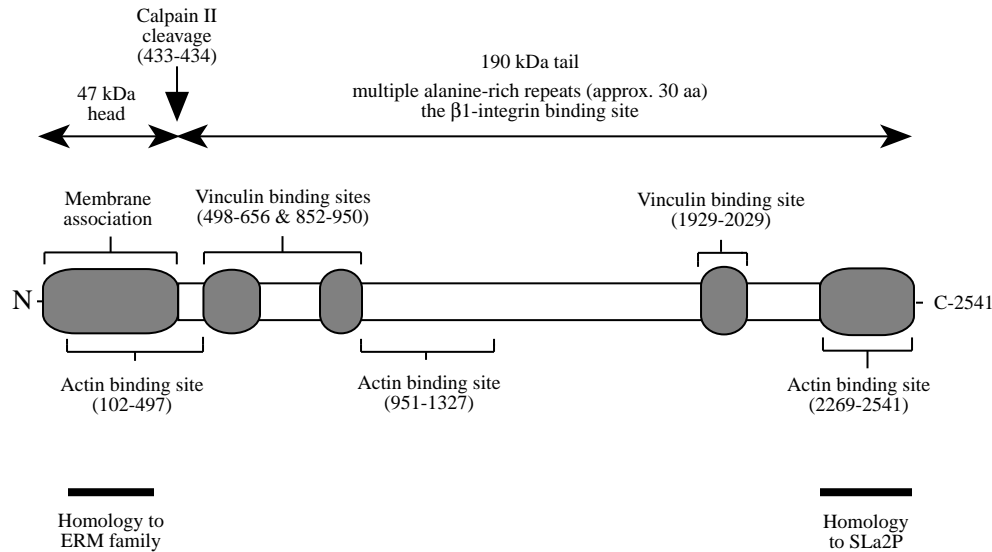 Calpain II
cleavage
(433-434)
190 kDa tail
multiple alanine-rich repeats (approx. 30 aa)
the β1-integrin binding site
47 kDa
head
Membrane
association
Vinculin binding sites
(498-656 & 852-950)
Vinculin binding site
(1929-2029)
N
C-2541
Actin binding site
(102-497)
Actin binding site
(951-1327)
Actin binding site
(2269-2541)
Homology to
ERM family
Homology
to SLa2P